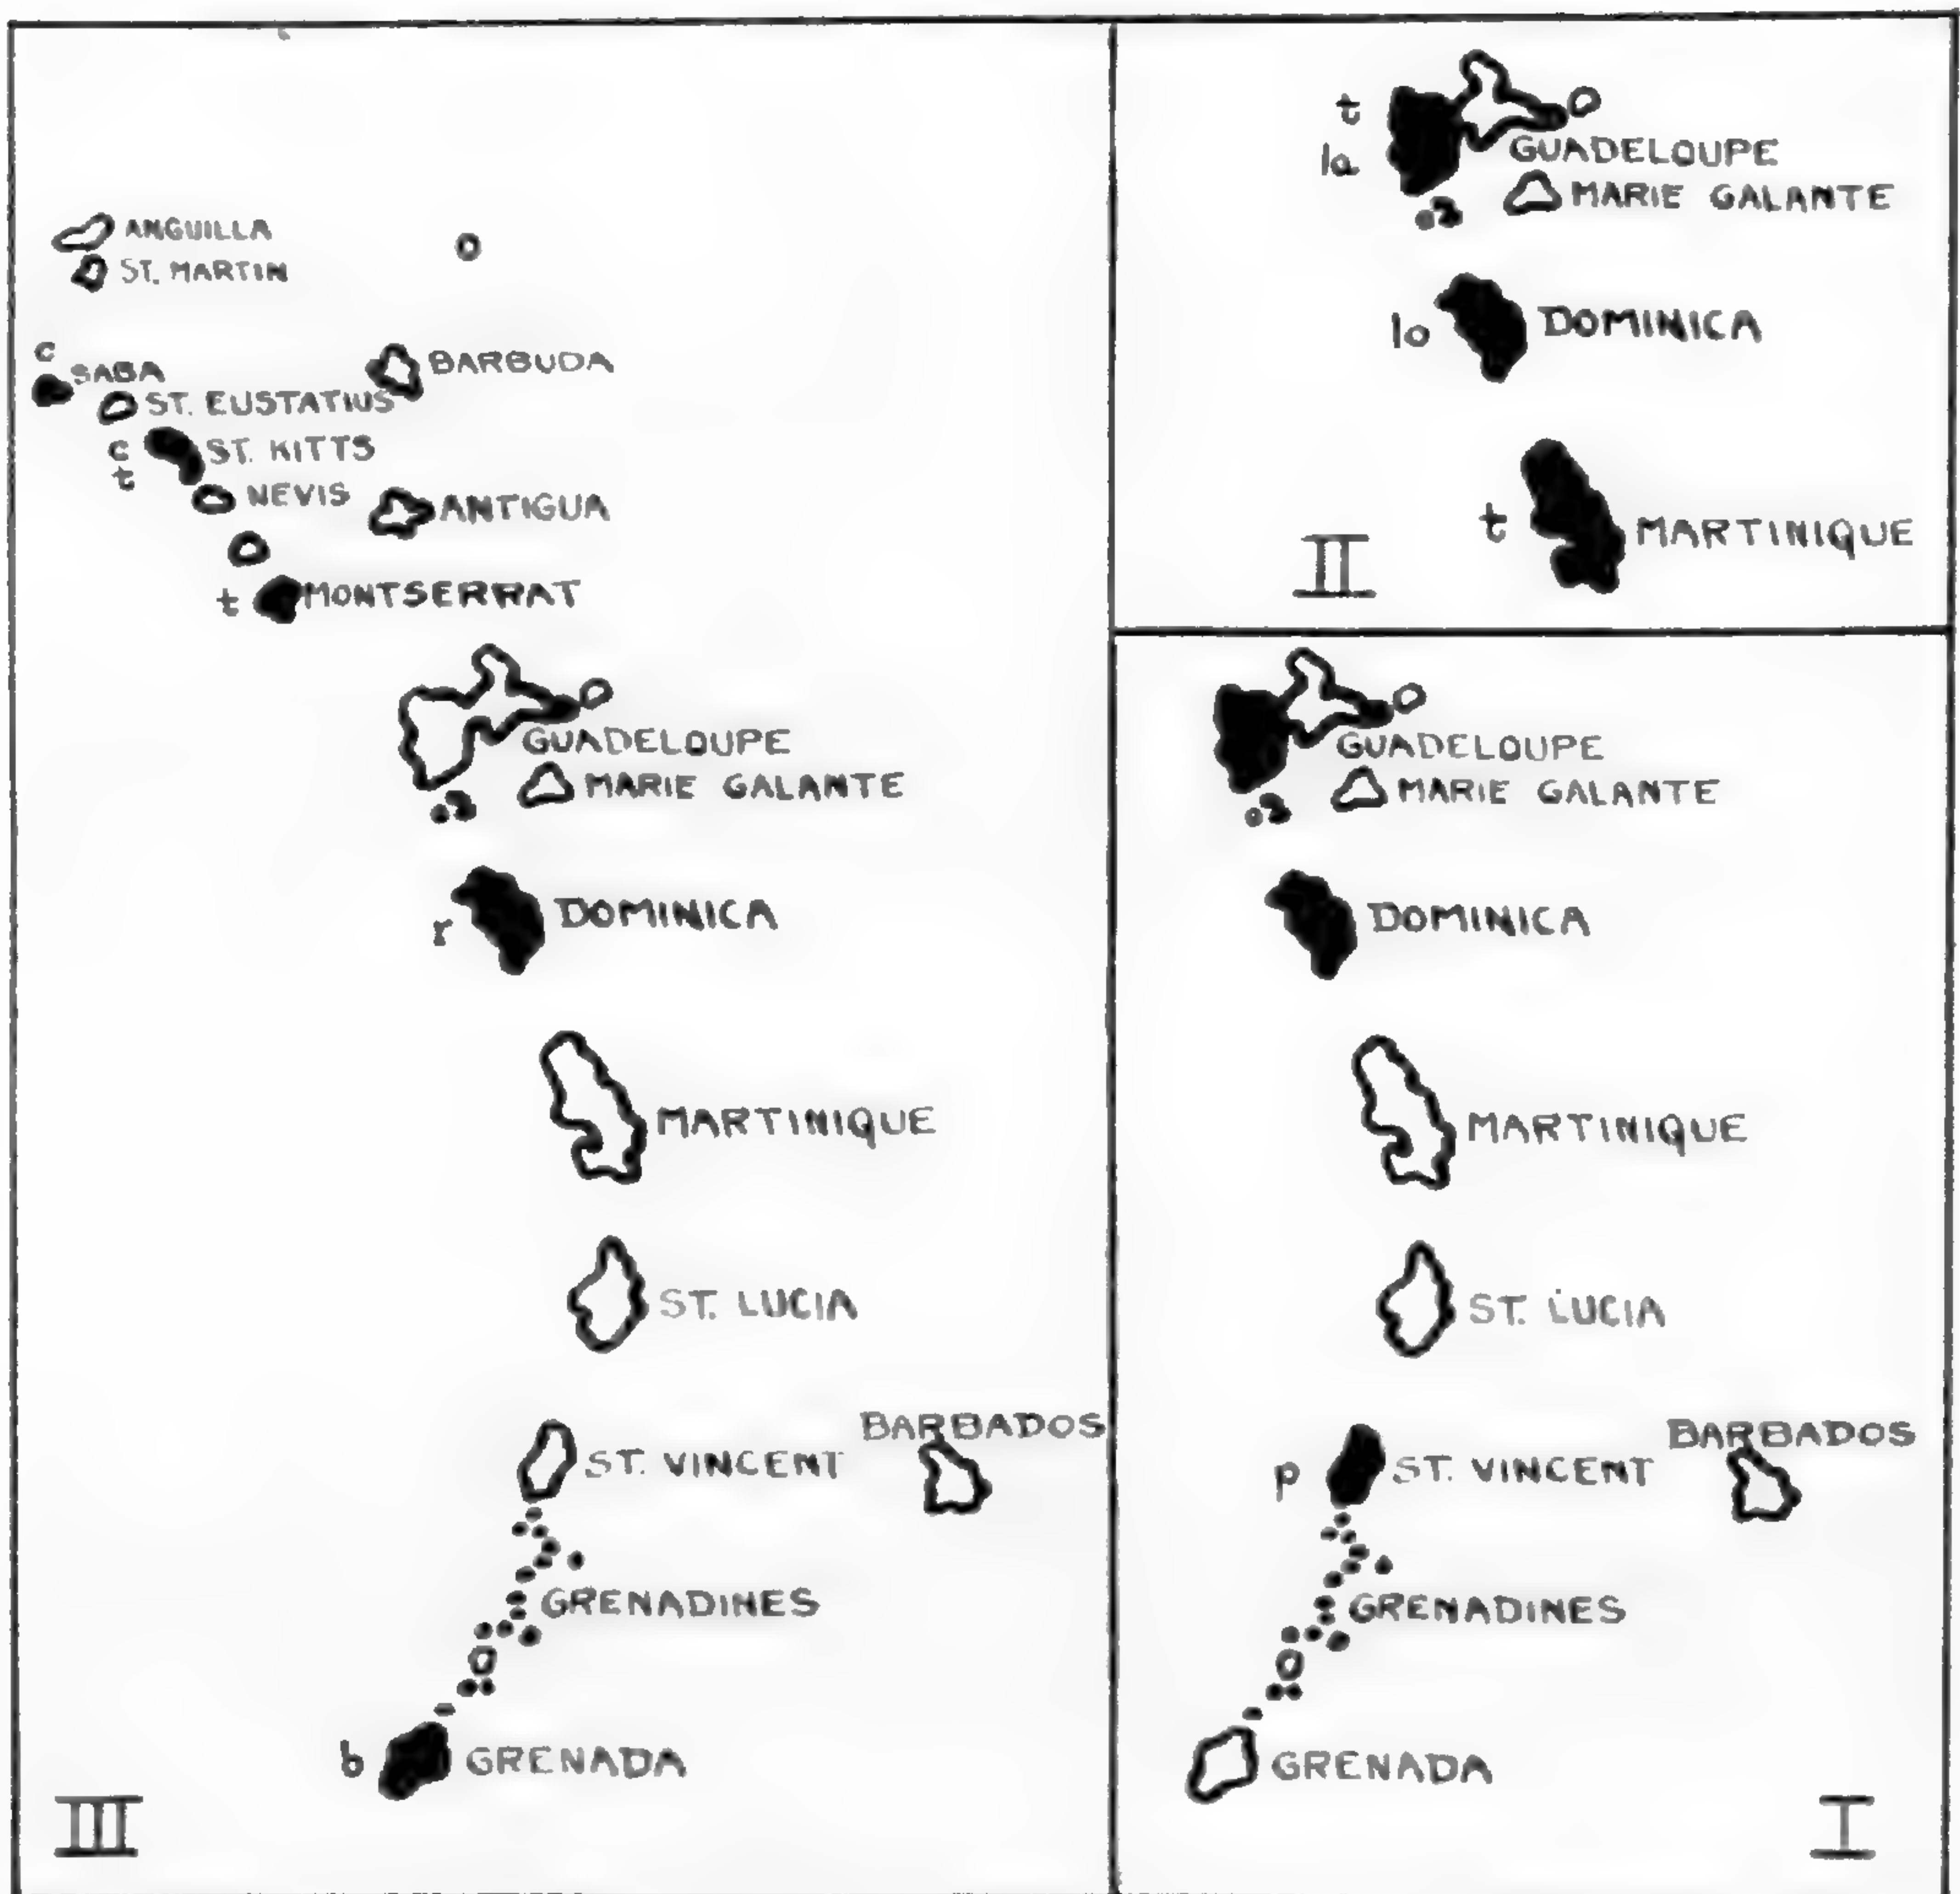 ANGUILLA
ST. MARTIN
c
SABA
BARBUDA
ST. EUSTATIUS
c
ST. KITTS
t
NEVIS
ANTIGUA
t
MONTSERRAT
GUADELOUPE
MARIE GALANTE
r
DOMINICA
MARTINIQUE
ST. LUCIA
BARBADOS
ST. VINCENT
GRENADINES
b
GRENADA
III
t
la
GUADELOUPE
MARIE GALANTE
lo
DOMINICA
t
MARTINIQUE
II
GUADELOUPE
MARIE GALANTE
DOMINICA
MARTINIQUE
ST. LUCIA
BARBADOS
p
ST. VINCENT
GRENADINES
GRENADA
I